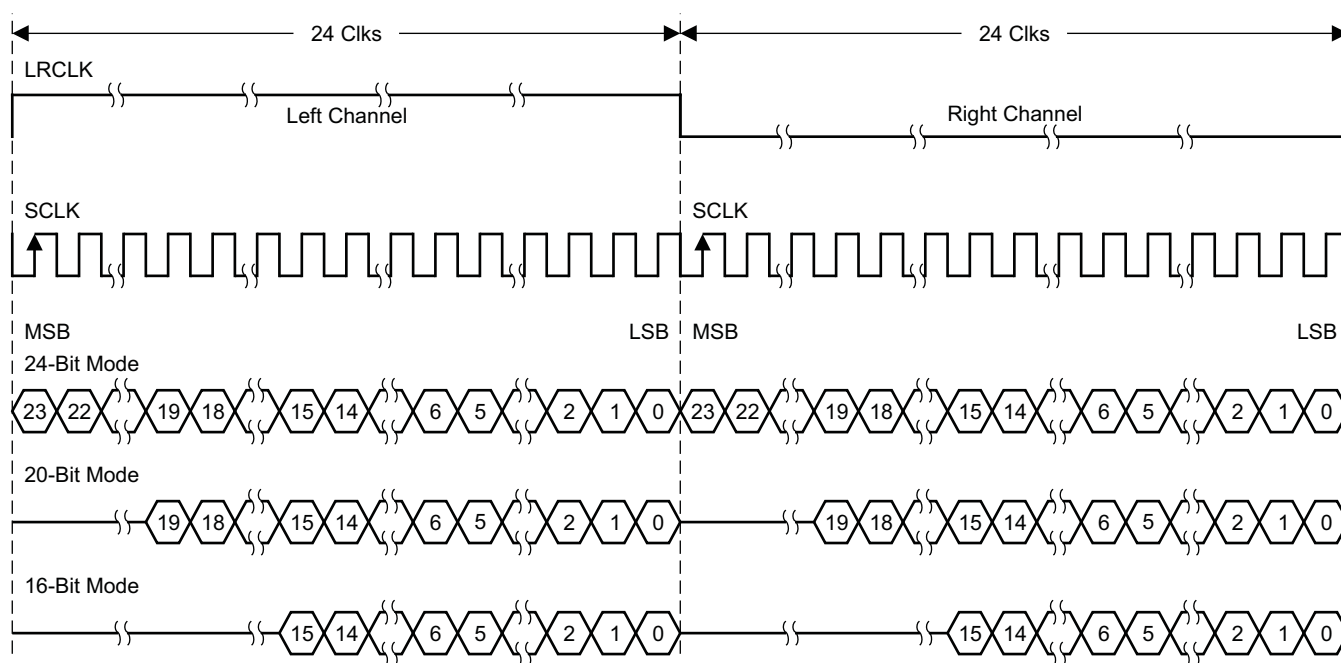 24 Clks 24 Clks
LRCLK
Left Channel Right Channel
SCLK SCLK
MSB LSB MSB LSB
24-Bit Mode
23 22 19 18 15 14 6 5 2 1 0 23 22 19 18 15 14 6 5 2 1 0
20-Bit Mode
19 18 15 14 6 5 2 1 0 19 18 15 14 6 5 2 1 0
16-Bit Mode
15 14 6 5 2 1 0 15 14 6 5 2 1 0